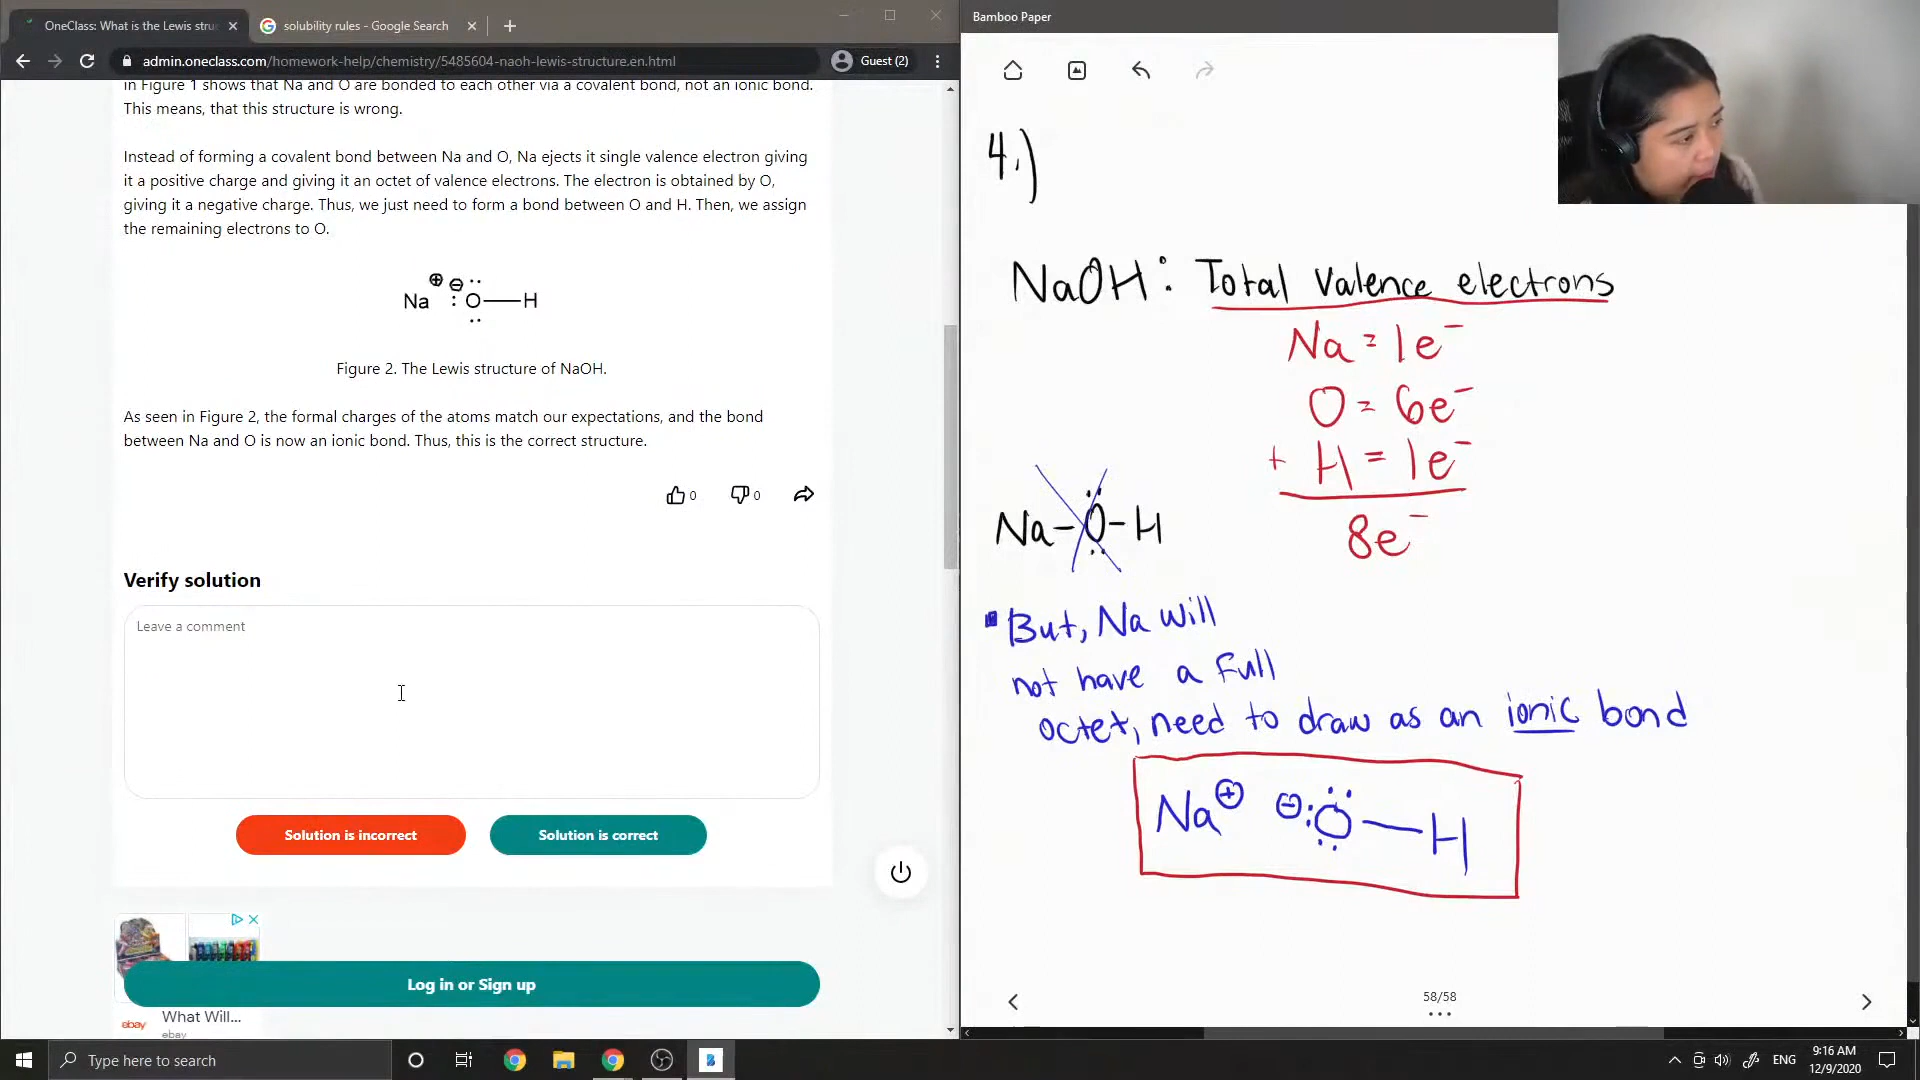 OneClass: What is the Lewis stru
solubility rules - Google Search
admin.oneclass.com/homework-help/chemistry/5485604-naoh-lewis-structure.en.html
Guest (2)
in Figure 1 shows that Na and O are bonded to each other via a covalent bond, not an ionic bond.
This means, that this structure is wrong.
Instead of forming a covalent bond between Na and O, Na ejects it single valence electron giving
it a positive charge and giving it an octet of valence electrons. The electron is obtained by O,
giving it a negative charge. Thus, we just need to form a bond between O and H. Then, we assign
the remaining electrons to O.
Na ⊕ ⊖ :O—H
Figure 2. The Lewis structure of NaOH.
As seen in Figure 2, the formal charges of the atoms match our expectations, and the bond
between Na and O is now an ionic bond. Thus, this is the correct structure.
0 0
Verify solution
Leave a comment
Solution is incorrect
Solution is correct
Log in or Sign up
What Will...
ebay
ebay
Bamboo Paper
4.)
NaOH: Total Valence electrons
Na = 1e⁻
O = 6e⁻
+ H = 1e⁻
8e⁻
Na-O-H
But, Na will
not have a full
octet, need to draw as an ionic bond
Na⊕ ⊖:O—H
58/58
Type here to search
ENG
9:16 AM
12/9/2020